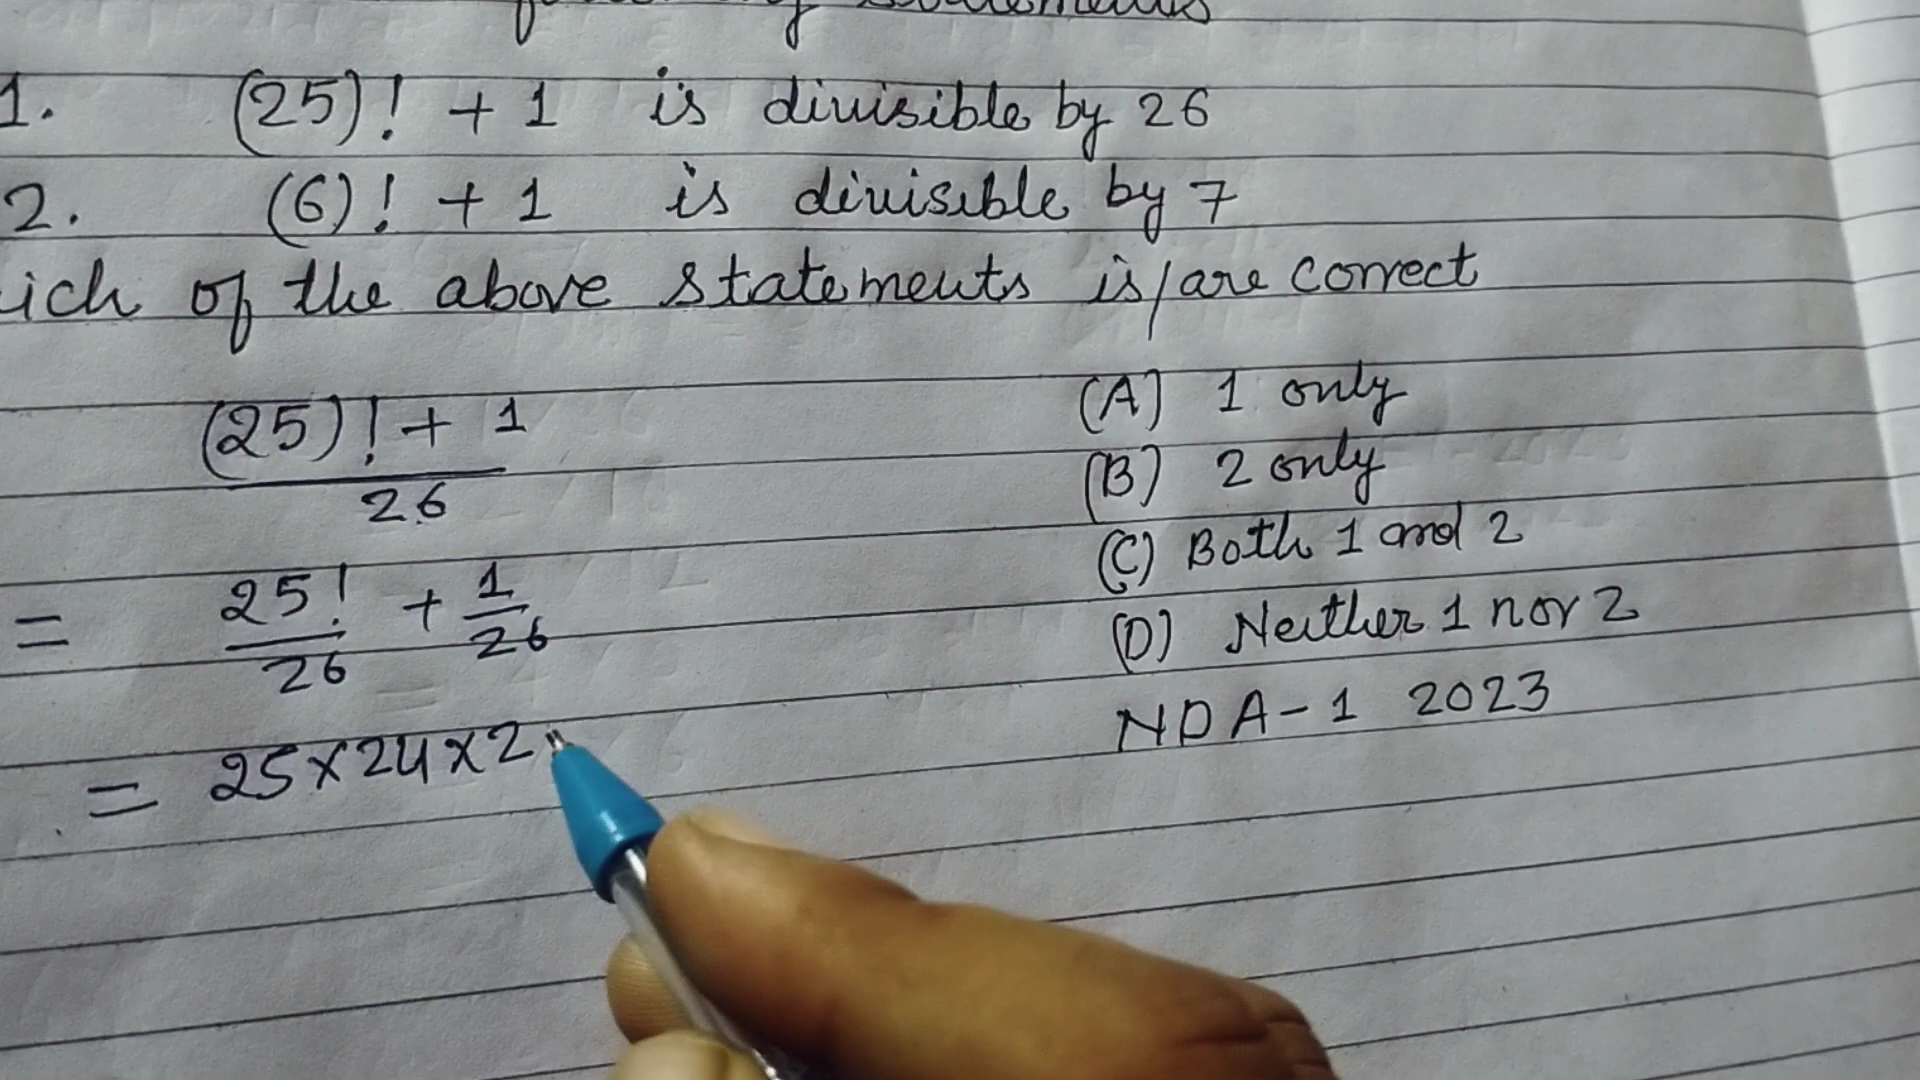 statements
1. (25)! + 1 is divisible by 26
2. (6)! + 1 is divisible by 7
ich of the above statements is/are correct
(25)! + 1
26
= 25! + 1
26 26
= 25×24×2
(A) 1 only
(B) 2 only
(C) Both 1 and 2
(D) Neither 1 nor 2
NDA-1 2023